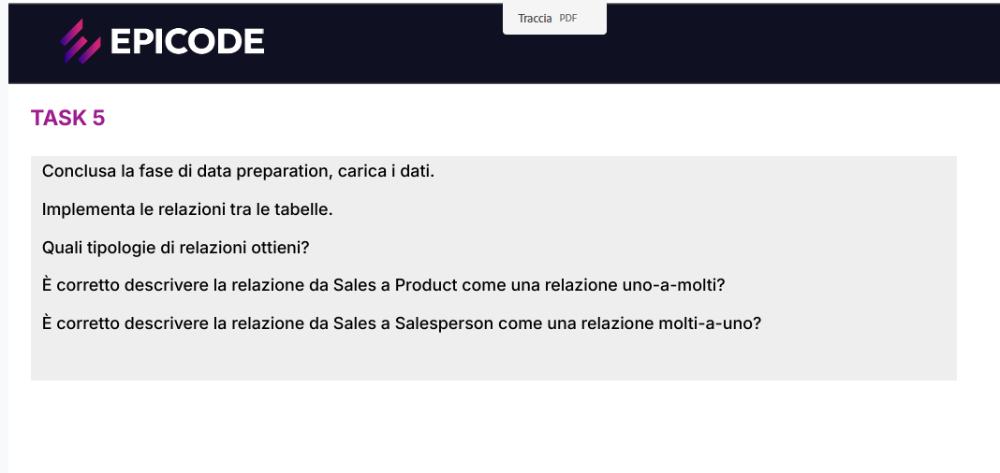 Traccia PDF
EPICODE
TASK 5
Conclusa la fase di data preparation, carica i dati.
Implementa le relazioni tra le tabelle.
Quali tipologie di relazioni ottieni?
È corretto descrivere la relazione da Sales a Product come una relazione uno-a-molti?
È corretto descrivere la relazione da Sales a Salesperson come una relazione molti-a-uno?